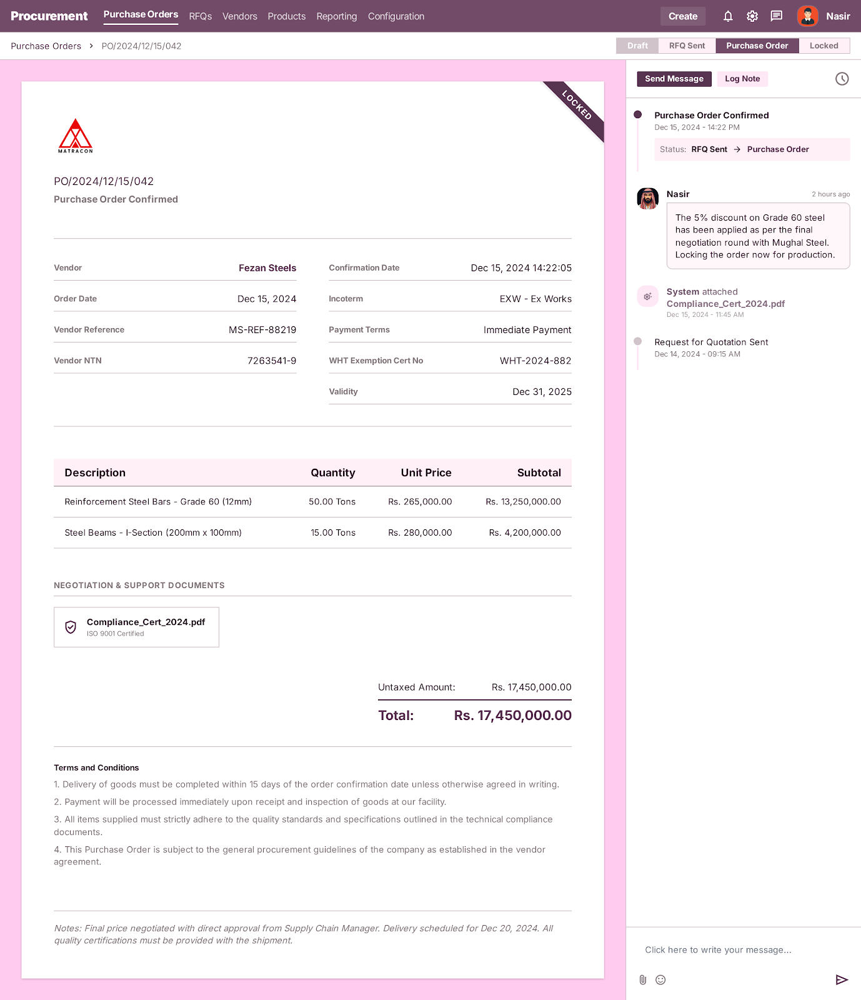 Procurement
Purchase Orders
RFQs
Vendors
Products
Reporting
Configuration
Create
Nasir
Purchase Orders > PO/2024/12/15/042
Draft
RFQ Sent
Purchase Order
Locked
LOCKED
MATRACON
PO/2024/12/15/042
Purchase Order Confirmed
Vendor Fezan Steels
Order Date Dec 15, 2024
Vendor Reference MS-REF-88219
Vendor NTN 7263541-9
Confirmation Date Dec 15, 2024 14:22:05
Incoterm EXW - Ex Works
Payment Terms Immediate Payment
WHT Exemption Cert No WHT-2024-882
Validity Dec 31, 2025
Description Quantity Unit Price Subtotal
Reinforcement Steel Bars - Grade 60 (12mm) 50.00 Tons Rs. 265,000.00 Rs. 13,250,000.00
Steel Beams - I-Section (200mm x 100mm) 15.00 Tons Rs. 280,000.00 Rs. 4,200,000.00
NEGOTIATION & SUPPORT DOCUMENTS
Compliance_Cert_2024.pdf
ISO 9001 Certified
Untaxed Amount: Rs. 17,450,000.00
Total: Rs. 17,450,000.00
Terms and Conditions
1. Delivery of goods must be completed within 15 days of the order confirmation date unless otherwise agreed in writing.
2. Payment will be processed immediately upon receipt and inspection of goods at our facility.
3. All items supplied must strictly adhere to the quality standards and specifications outlined in the technical compliance
documents.
4. This Purchase Order is subject to the general procurement guidelines of the company as established in the vendor
agreement.
Notes: Final price negotiated with direct approval from Supply Chain Manager. Delivery scheduled for Dec 20, 2024. All
quality certifications must be provided with the shipment.
Send Message
Log Note
Purchase Order Confirmed
Dec 15, 2024 - 14:22 PM
Status: RFQ Sent → Purchase Order
Nasir 2 hours ago
The 5% discount on Grade 60 steel
has been applied as per the final
negotiation round with Mughal Steel.
Locking the order now for production.
System attached
Compliance_Cert_2024.pdf
Dec 15, 2024 - 11:45 AM
Request for Quotation Sent
Dec 14, 2024 - 09:15 AM
Click here to write your message...